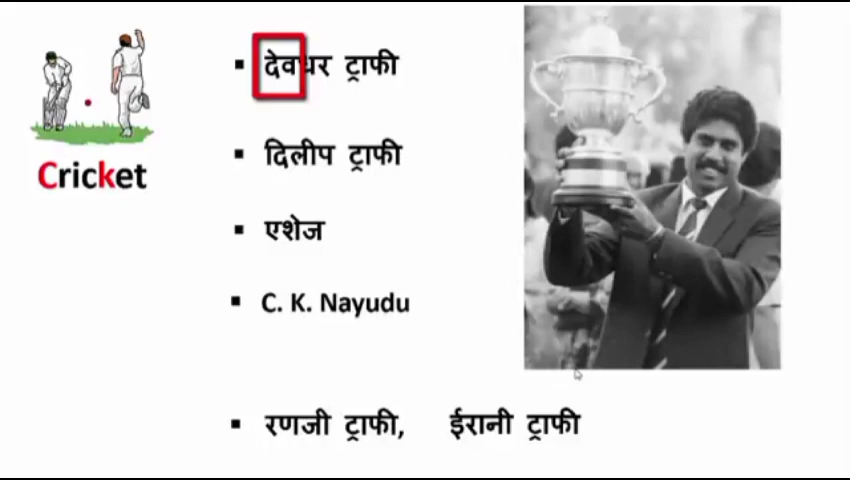 Cricket
देवधर ट्राफी
दिलीप ट्राफी
एशेज
C. K. Nayudu
रणजी ट्राफी, ईरानी ट्राफी